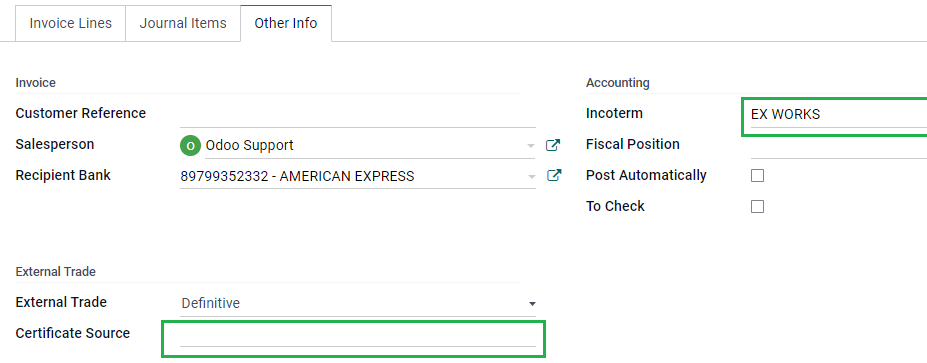 Invoice Lines
Journal Items
Other Info
Invoice
Customer Reference
Salesperson
O Odoo Support
Recipient Bank
89799352332 - AMERICAN EXPRESS
Accounting
Incoterm
EX WORKS
Fiscal Position
Post Automatically
To Check
External Trade
External Trade
Definitive
Certificate Source